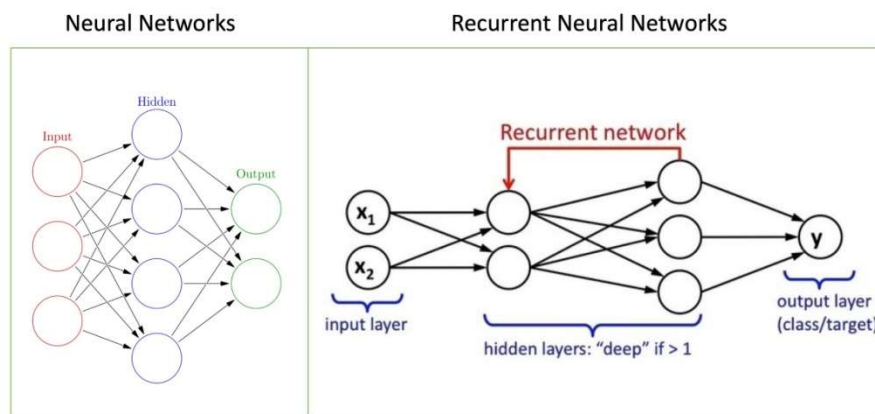 Neural Networks
Recurrent Neural Networks
Hidden
Input
Output
Recurrent network
x1
x2
y
input layer
hidden layers: “deep” if > 1
output layer
(class/target)